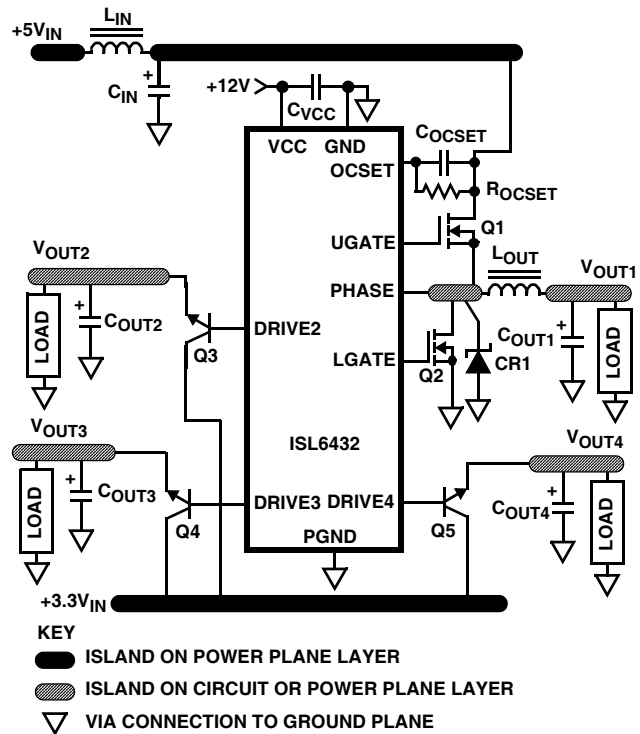 +5VIN
LIN
+
CIN
+12V
CVCC
VCC GND
OCSET
COCSET
ROCSET
UGATE
Q1
LOUT
VOUT1
PHASE
VOUT2
+
COUT2
LOAD
Q3
DRIVE2
LGATE
Q2
CR1
COUT1
+
LOAD
ISL6432
VOUT3
+
COUT3
LOAD
Q4
DRIVE3
DRIVE4
Q5
VOUT4
+
COUT4
LOAD
PGND
+3.3VIN
KEY
ISLAND ON POWER PLANE LAYER
ISLAND ON CIRCUIT OR POWER PLANE LAYER
VIA CONNECTION TO GROUND PLANE